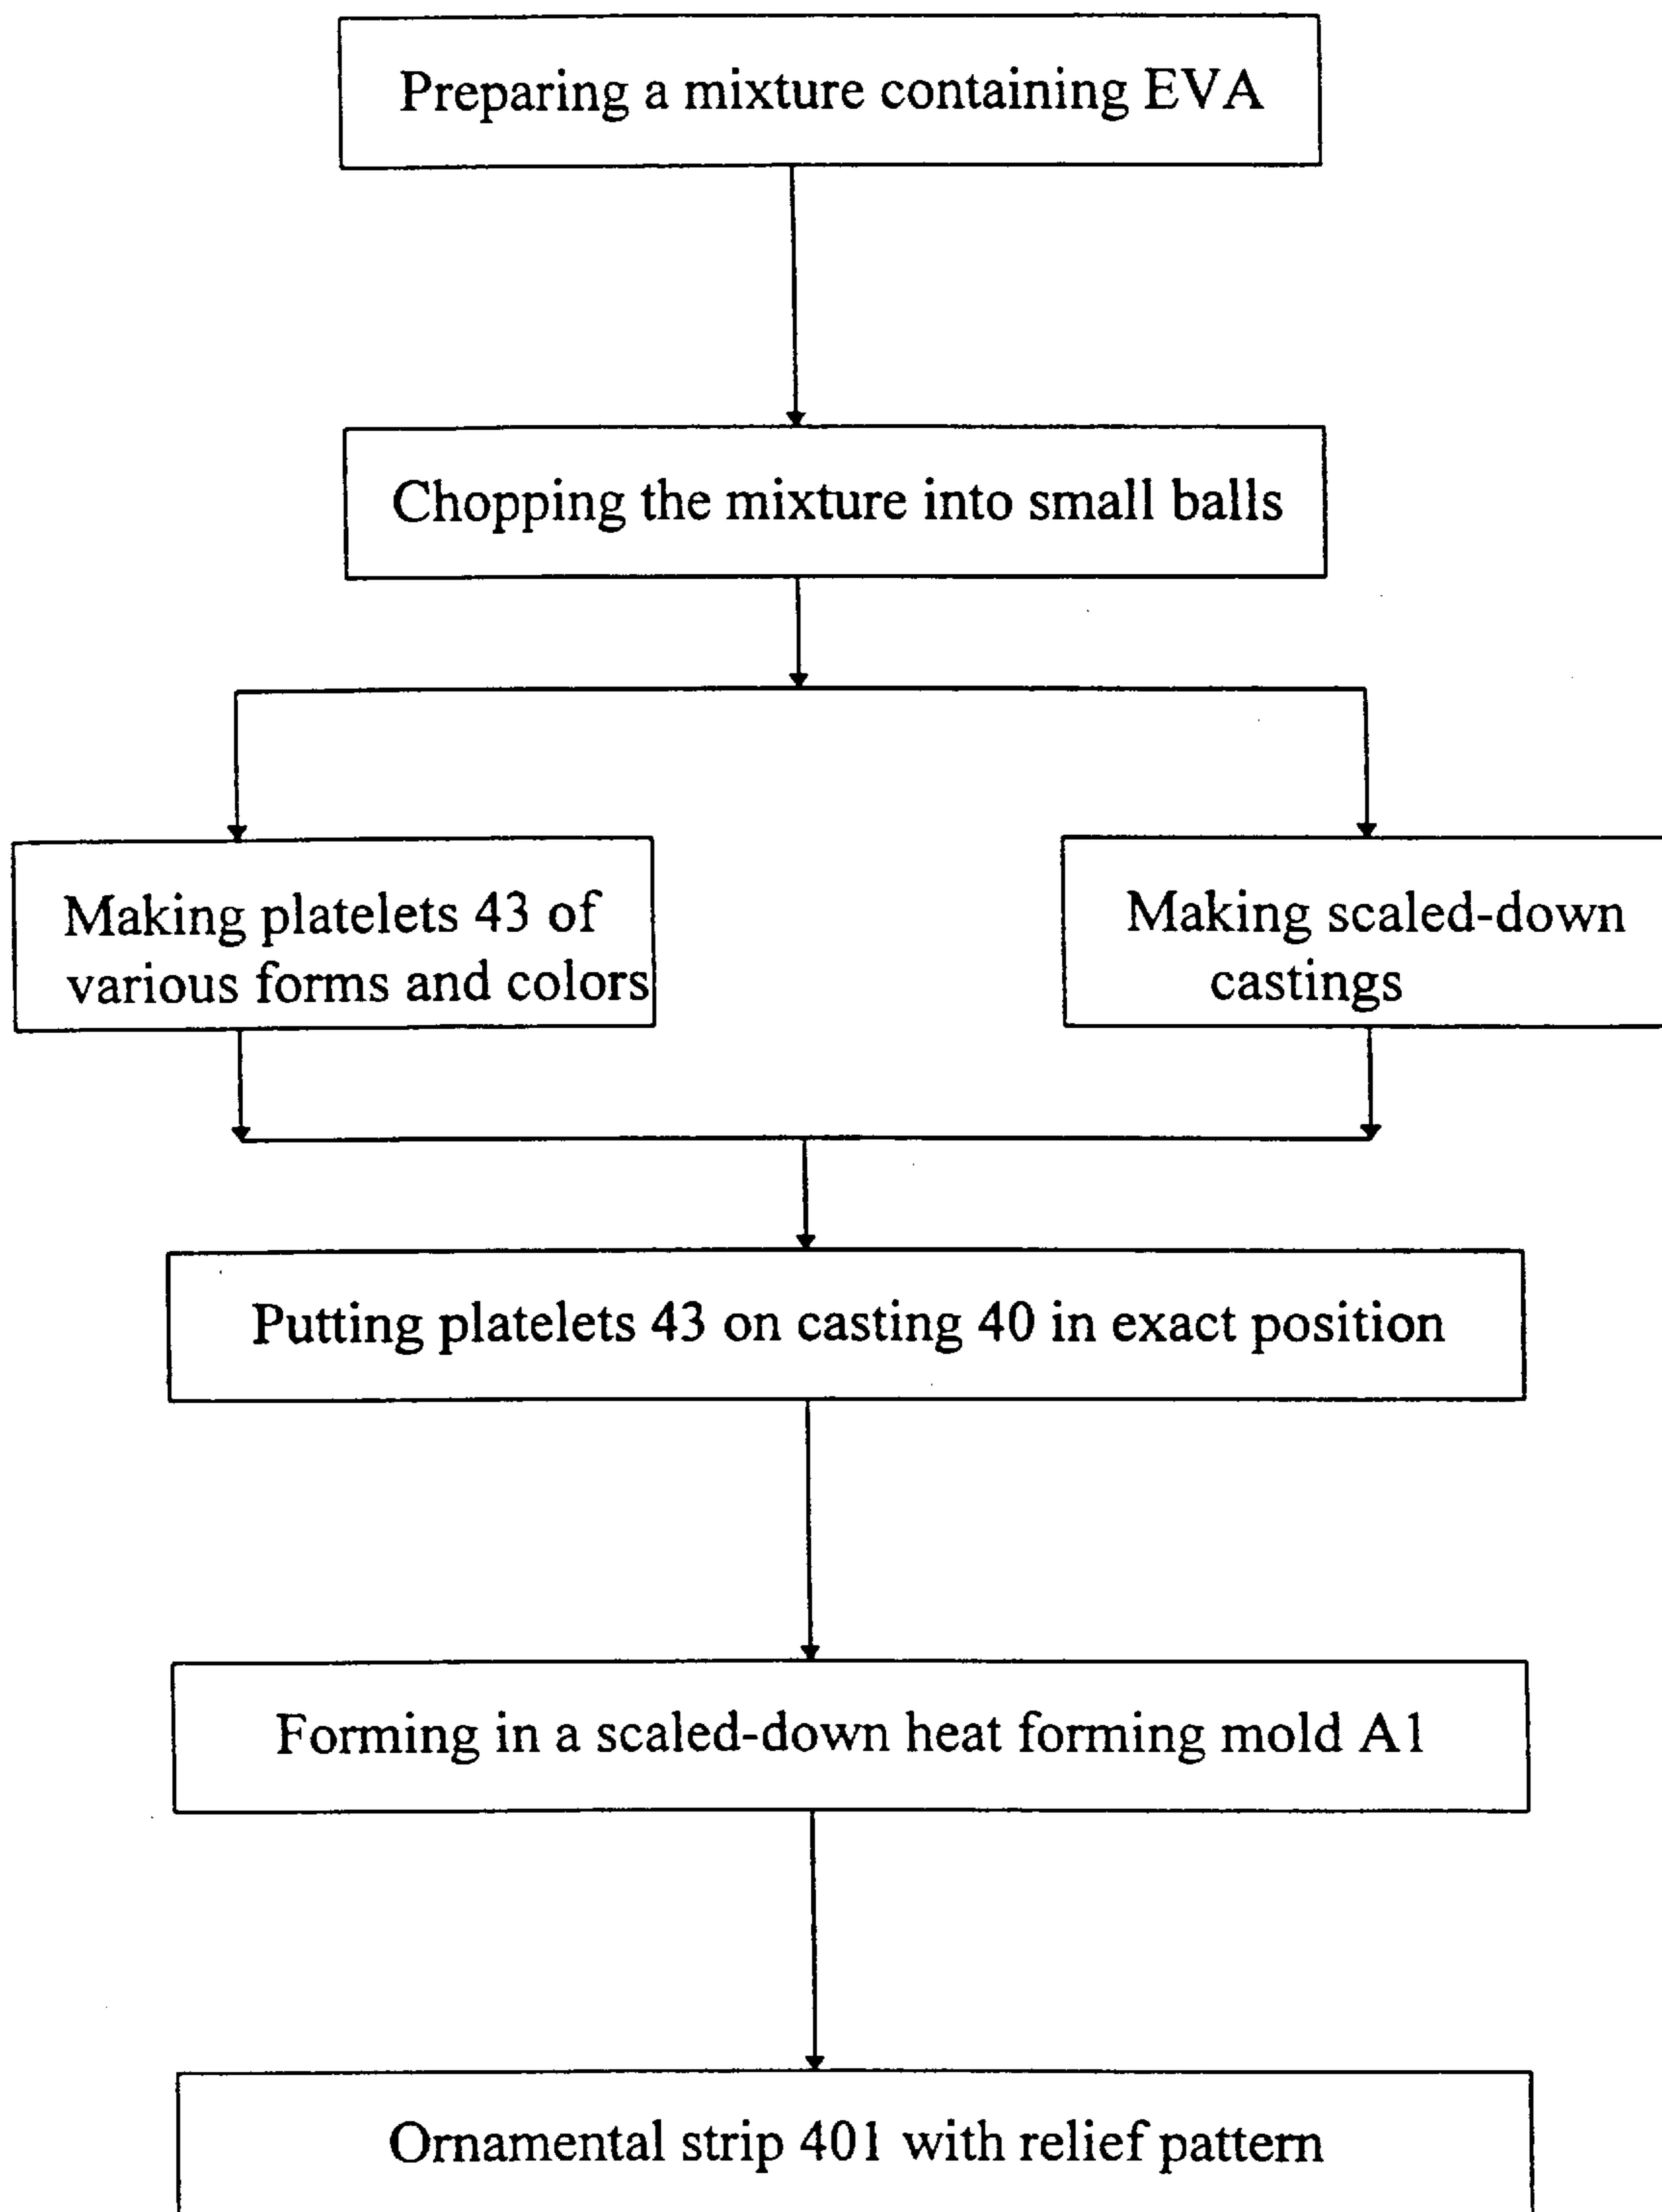 Preparing a mixture containing EVA
Chopping the mixture into small balls
Making platelets 43 of
various forms and colors
Making scaled-down
castings
Putting platelets 43 on casting 40 in exact position
Forming in a scaled-down heat forming mold A1
Ornamental strip 401 with relief pattern